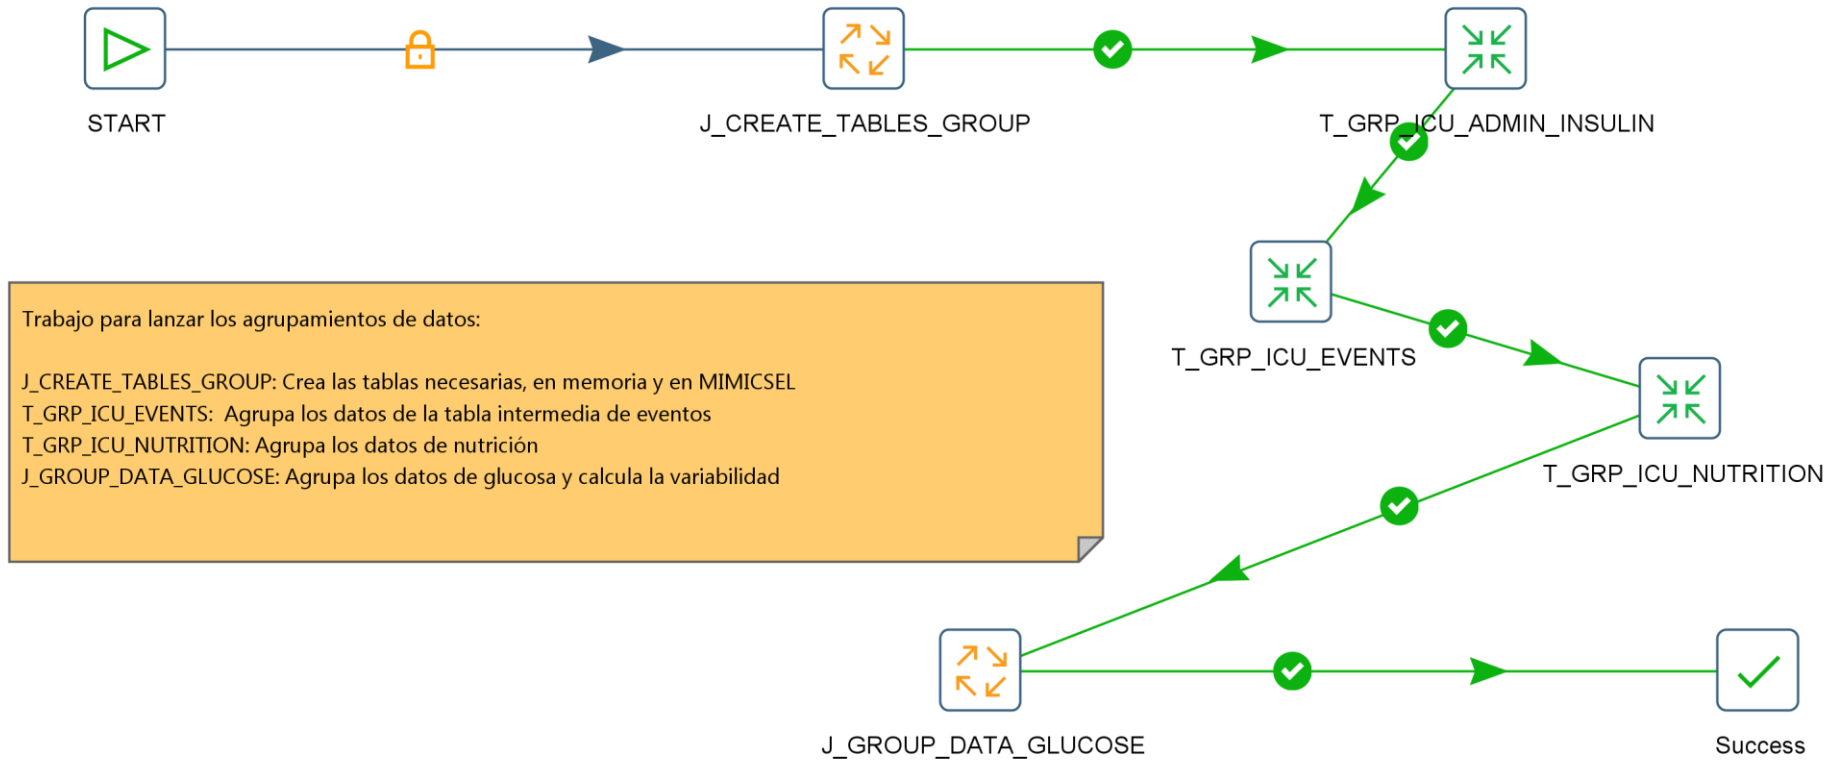 START
J_CREATE_TABLES_GROUP
T_GRP_ICU_ADMIN_INSULIN
T_GRP_ICU_EVENTS
Trabajo para lanzar los agrupamientos de datos:
J_CREATE_TABLES_GROUP: Crea las tablas necesarias, en memoria y en MIMICSEL
T_GRP_ICU_EVENTS:  Agrupa los datos de la tabla intermedia de eventos
T_GRP_ICU_NUTRITION: Agrupa los datos de nutrición
J_GROUP_DATA_GLUCOSE: Agrupa los datos de glucosa y calcula la variabilidad
T_GRP_ICU_NUTRITION
J_GROUP_DATA_GLUCOSE
Success